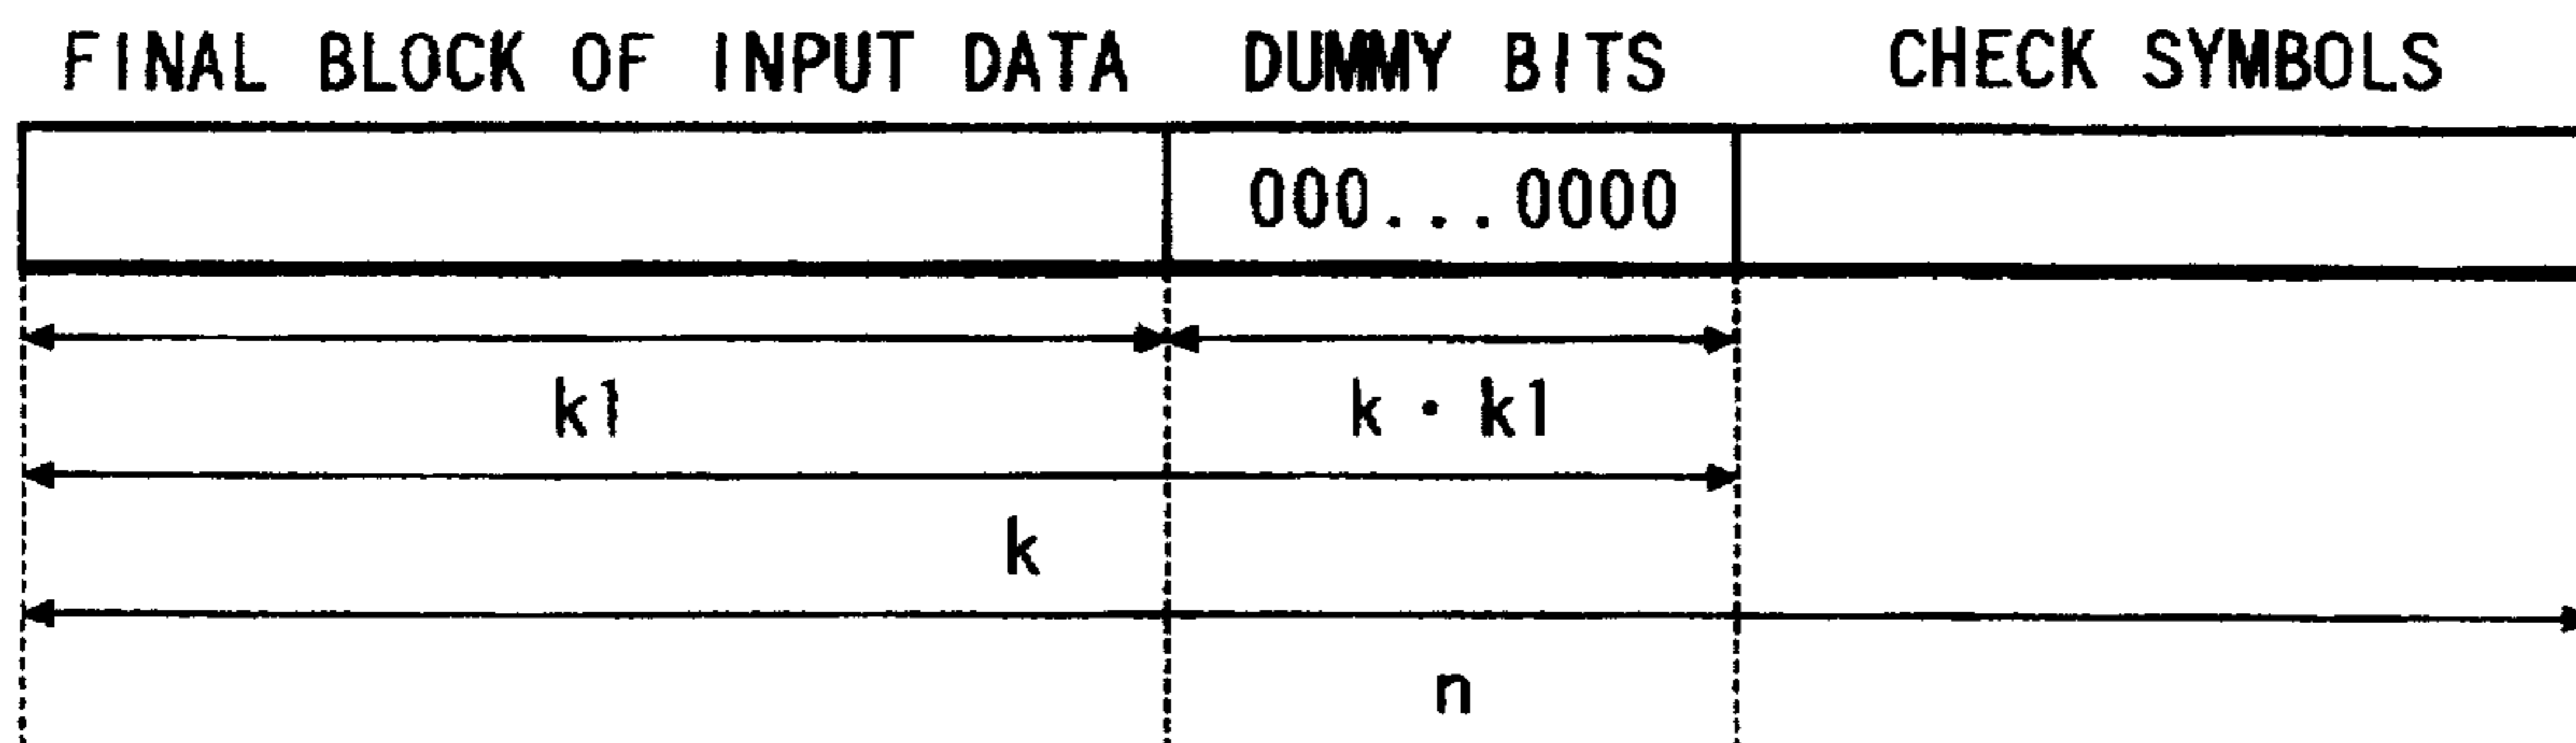 FINAL BLOCK OF INPUT DATA DUMMY BITS CHECK SYMBOLS
000...0000
k1 k・k1
k
n